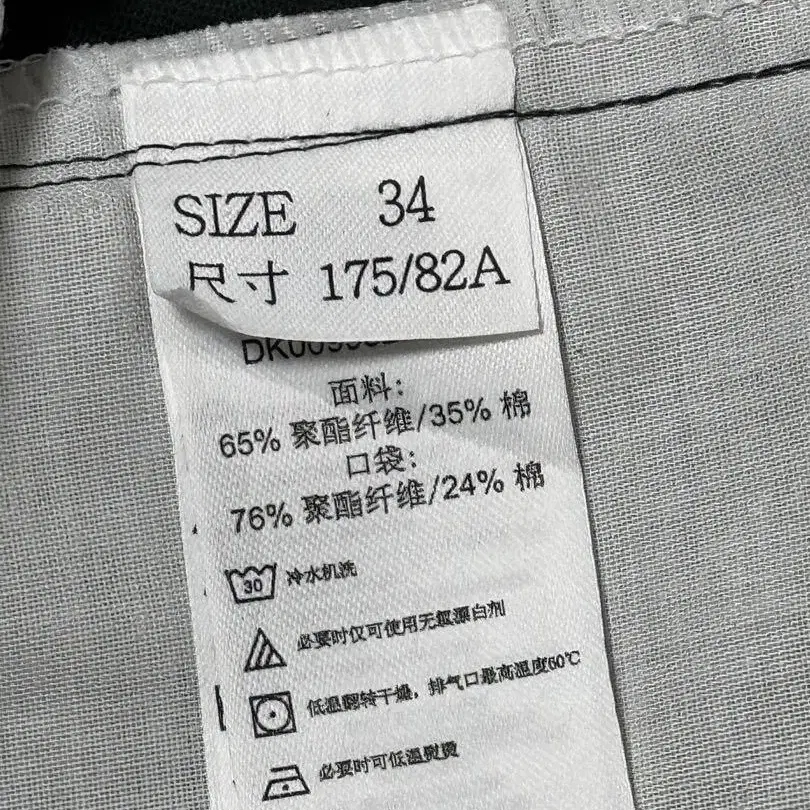 SIZE 34
尺寸 175/82A
面料:
65% 聚酯纤维/35% 棉
口袋:
76% 聚酯纤维/24% 棉
30 冷水机洗
必要时仅可使用无氯漂白剂
低温翻转干燥，排气口最高温度60℃
必要时可低温熨烫